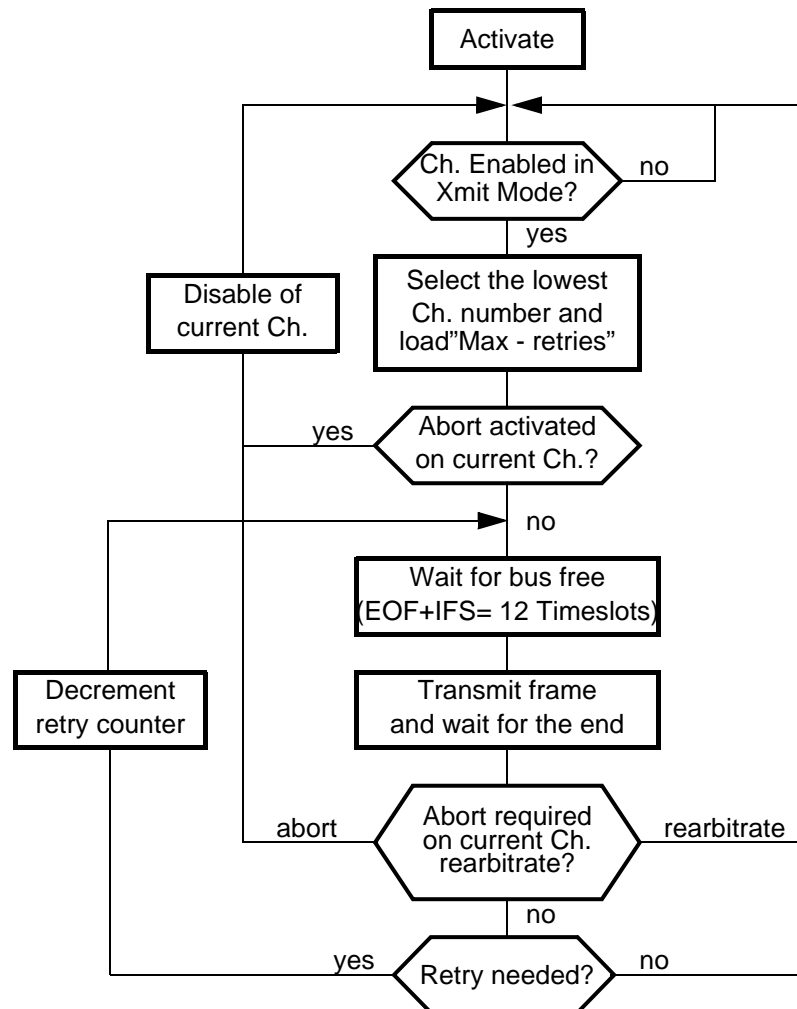 Activate
Ch. Enabled in
Xmit Mode?
no
yes
Disable of
current Ch.
Select the lowest
Ch. number and
load”Max - retries”
yes
Abort activated
on current Ch.?
no
Wait for bus free
(EOF+IFS= 12 Timeslots)
Decrement
retry counter
Transmit frame
and wait for the end
abort
Abort required
on current Ch.
rearbitrate?
rearbitrate
no
yes
Retry needed?
no